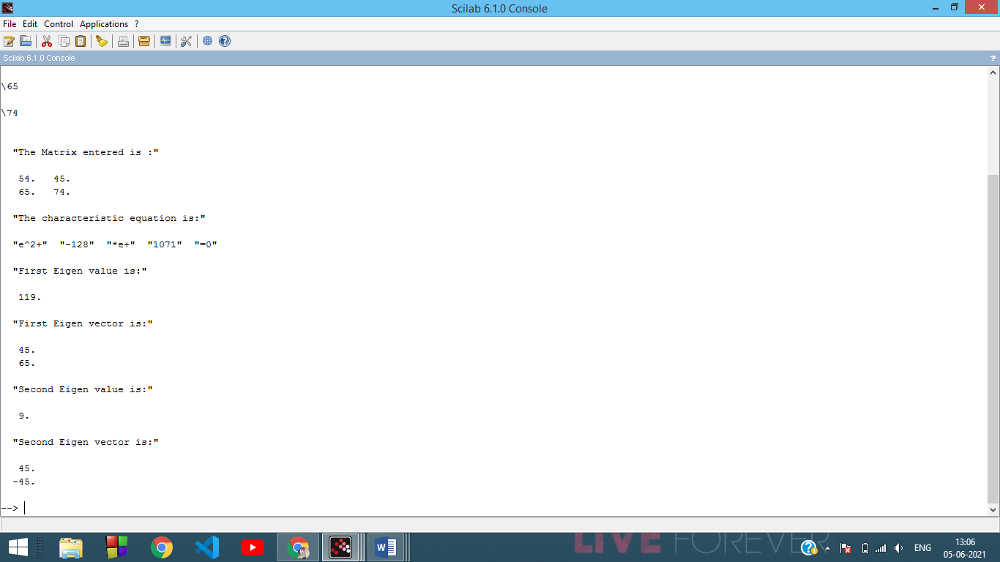 Scilab 6.1.0 Console
File Edit Control Applications ?
Scilab 6.1.0 Console ?
\65
\74
"The Matrix entered is :"
54. 45.
65. 74.
"The characteristic equation is:"
"e^2+" "-128" "*e+" "1071" "=0"
"First Eigen value is:"
119.
"First Eigen vector is:"
45.
65.
"Second Eigen value is:"
9.
"Second Eigen vector is:"
45.
-45.
-->
LIVE FOREVER
ENG
13:06
05-06-2021